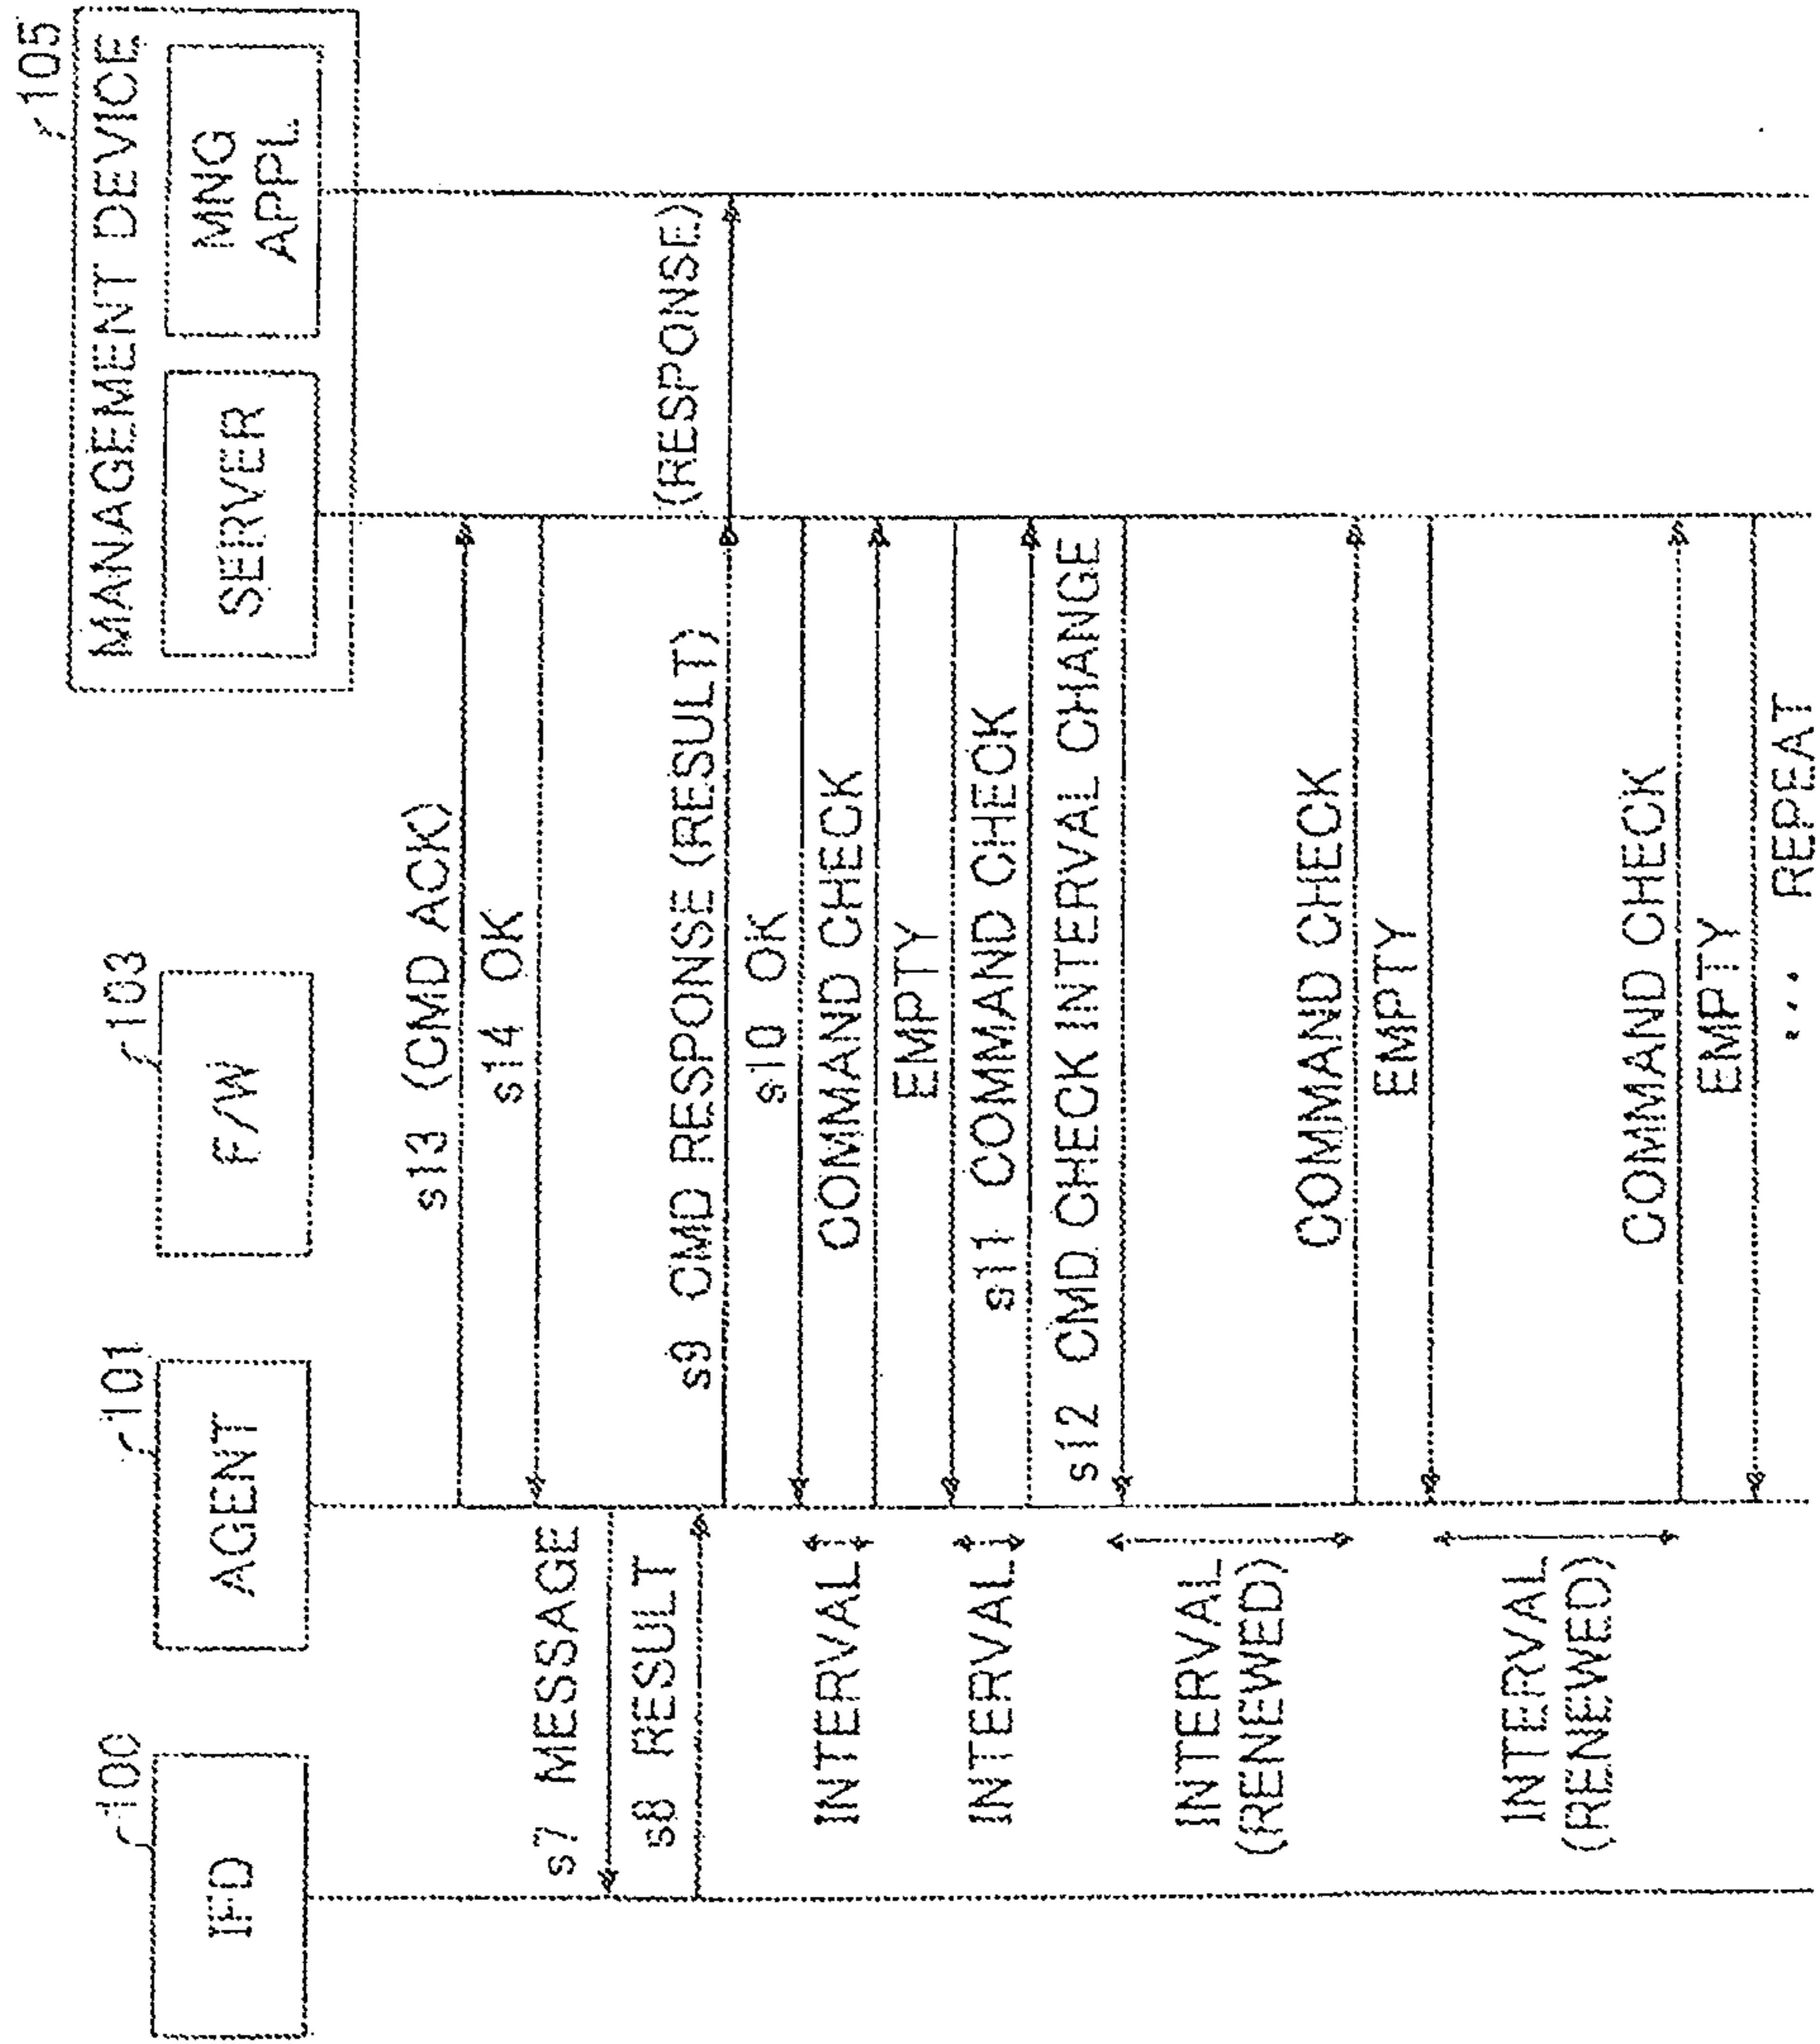 100
IFD
101
AGENT
103
F/W
105
MANAGEMENT DEVICE
SERVER
MNG
APPL
s13 (CMD ACK)
s14 OK
s7 MESSAGE
s8 RESULT
s9 CMD RESPONSE (RESULT)
(RESPONSE)
s10 OK
INTERVAL
COMMAND CHECK
EMPTY
INTERVAL
s11 COMMAND CHECK
s12 CMD CHECK INTERVAL CHANGE
INTERVAL
(RENEWED)
COMMAND CHECK
EMPTY
INTERVAL
(RENEWED)
COMMAND CHECK
EMPTY
... REPEAT